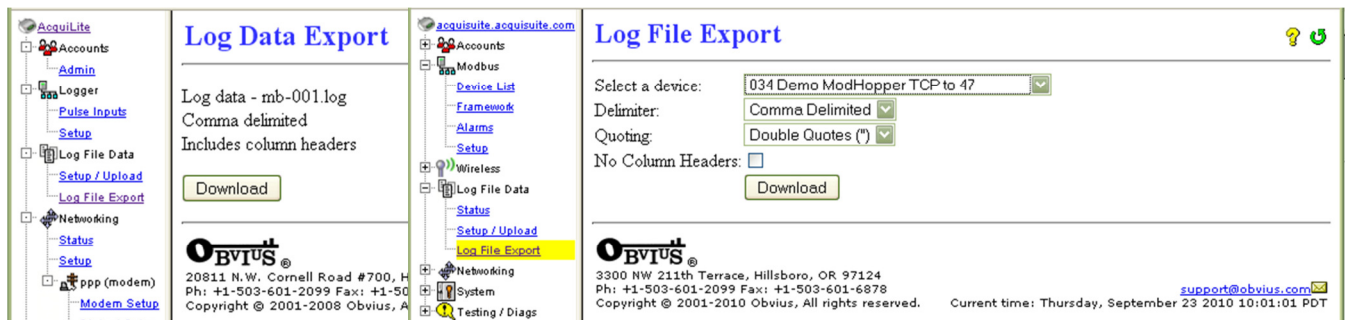 AcquiLite
Accounts
Admin
Logger
Pulse Inputs
Setup
Log File Data
Setup / Upload
Log File Export
Networking
Status
Setup
ppp (modem)
Modem Setup
Log Data Export
Log data - mb-001.log
Comma delimited
Includes column headers
Download
OBVIUS ®
20811 N.W. Cornell Road #700, H
Ph: +1-503-601-2099 Fax: +1-50
Copyright © 2001-2008 Obvius, A
acquisuite.acquisuite.com
Accounts
Modbus
Device List
Framework
Alarms
Setup
Wireless
Log File Data
Status
Setup / Upload
Log File Export
Networking
System
Testing / Diags
Log File Export
Select a device: 034 Demo ModHopper TCP to 47
Delimiter: Comma Delimited
Quoting: Double Quotes (")
No Column Headers:
Download
OBVIUS ®
3300 NW 211th Terrace, Hillsboro, OR 97124
Ph: +1-503-601-2099 Fax: +1-503-601-6878 support@obvius.com
Copyright © 2001-2010 Obvius, All rights reserved. Current time: Thursday, September 23 2010 10:01:01 PDT